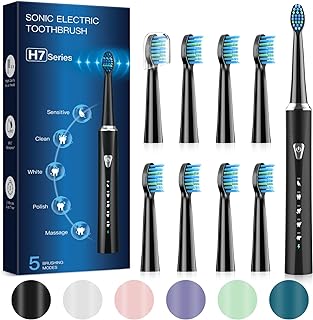 SONIC ELECTRIC
TOOTHBRUSH
H7 Series
Sensitive
Clean
White
Polish
Massage
5 BRUSHING
MODES